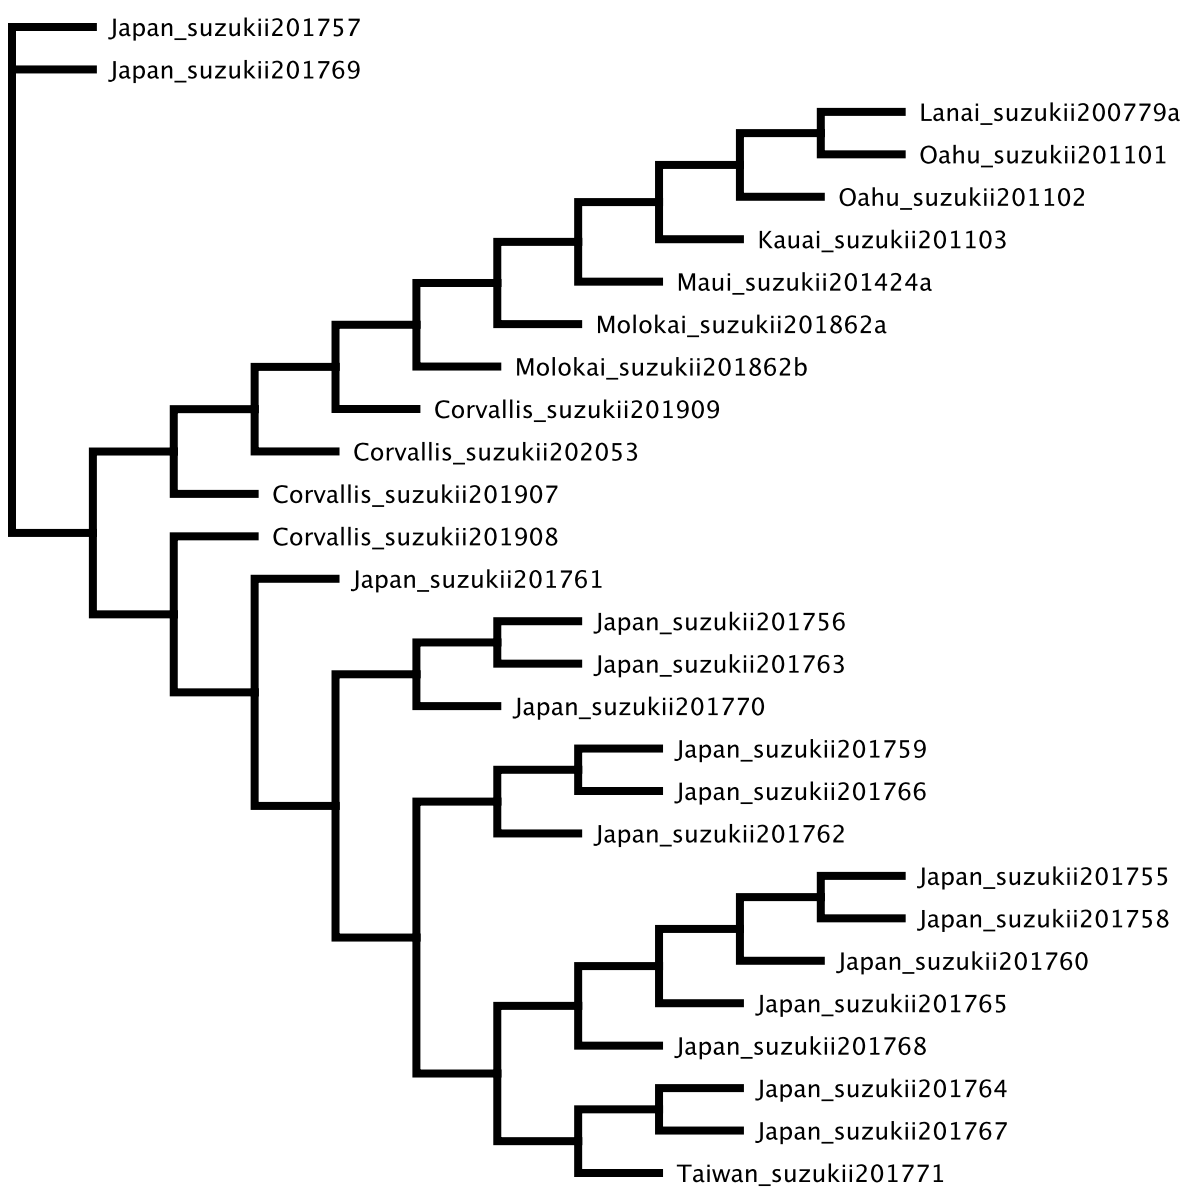 Japan_suzukii201757
Japan_suzukii201769
Lanai_suzukii200779a
Oahu_suzukii201101
Oahu_suzukii201102
Kauai_suzukii201103
Maui_suzukii201424a
Molokai_suzukii201862a
Molokai_suzukii201862b
Corvallis_suzukii201909
Corvallis_suzukii202053
Corvallis_suzukii201907
Corvallis_suzukii201908
Japan_suzukii201761
Japan_suzukii201756
Japan_suzukii201763
Japan_suzukii201770
Japan_suzukii201759
Japan_suzukii201766
Japan_suzukii201762
Japan_suzukii201755
Japan_suzukii201758
Japan_suzukii201760
Japan_suzukii201765
Japan_suzukii201768
Japan_suzukii201764
Japan_suzukii201767
Taiwan_suzukii201771